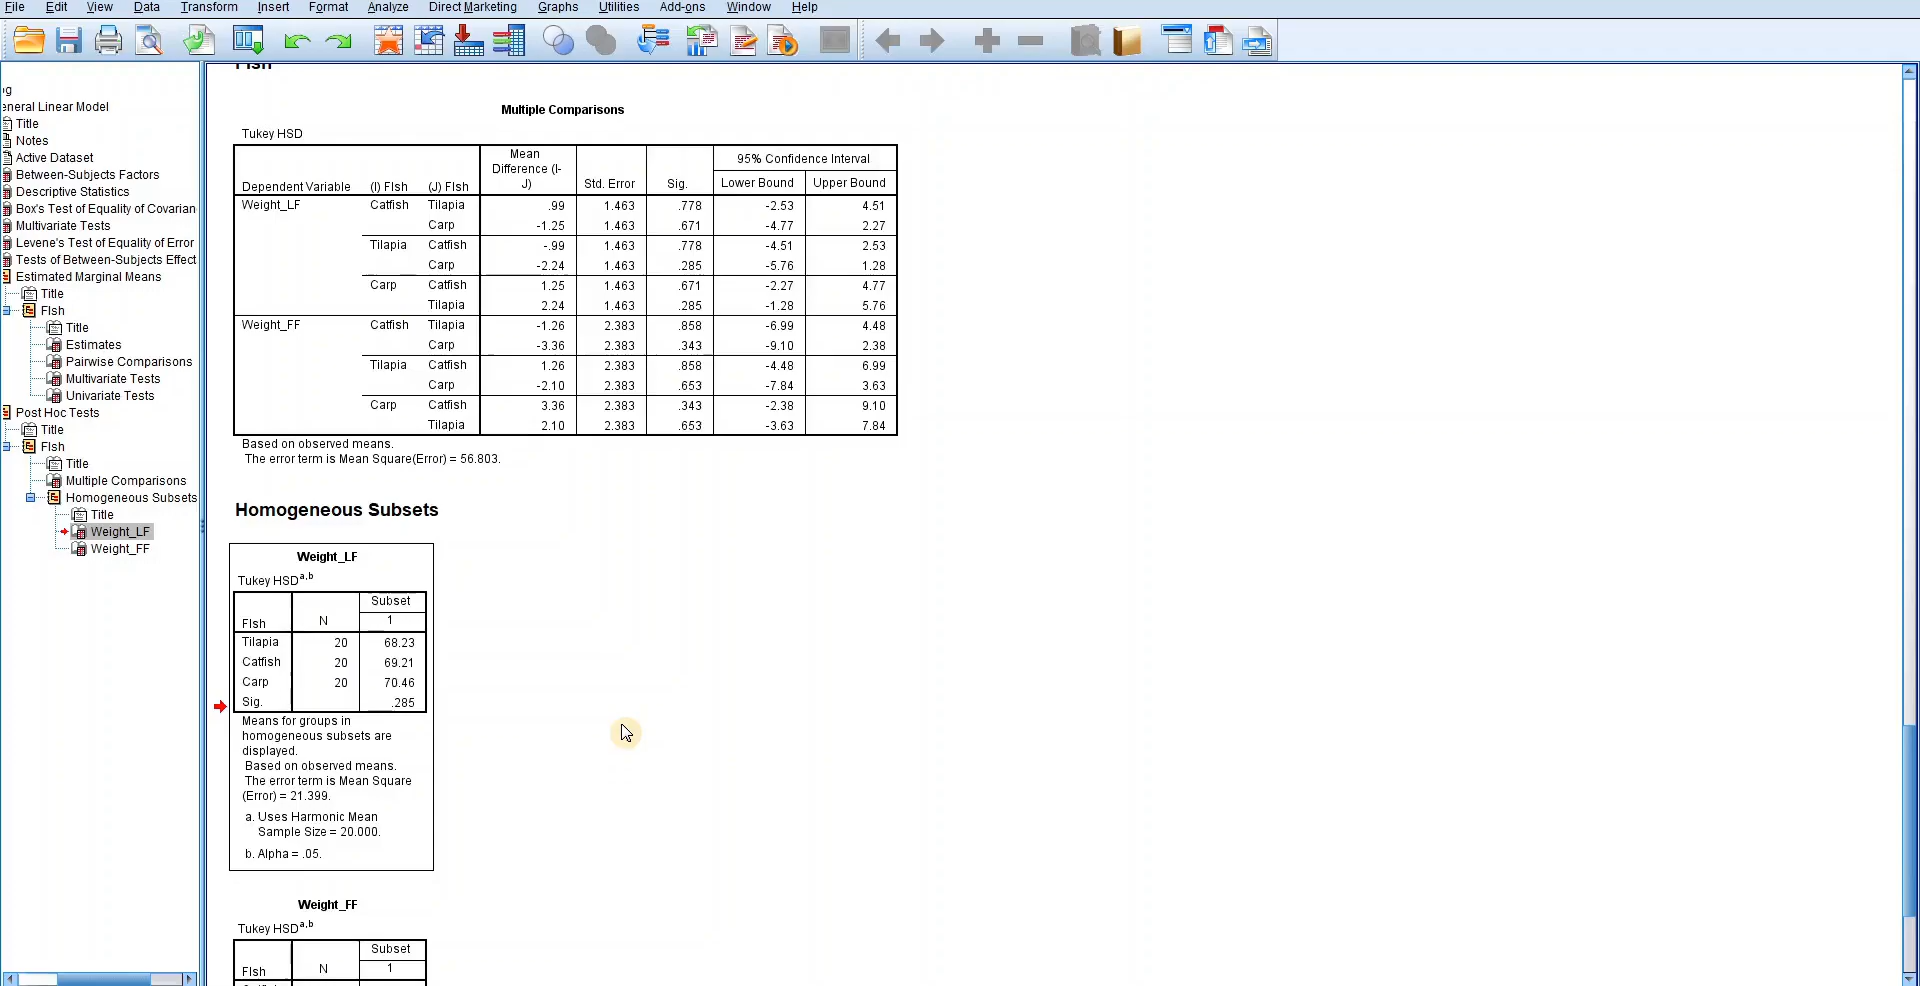 File Edit View Data Transform Insert Format Analyze Direct Marketing Graphs Utilities Add-ons Window Help
og
eneral Linear Model
Title
Notes
Active Dataset
Between-Subjects Factors
Descriptive Statistics
Box's Test of Equality of Covarian
Multivariate Tests
Levene's Test of Equality of Error
Tests of Between-Subjects Effect
Estimated Marginal Means
Title
FIsh
Title
Estimates
Pairwise Comparisons
Multivariate Tests
Univariate Tests
Post Hoc Tests
Title
FIsh
Title
Multiple Comparisons
Homogeneous Subsets
Title
Weight_LF
Weight_FF
FIsh
Multiple Comparisons
Tukey HSD
Dependent Variable (I) FIsh (J) FIsh Mean Difference (I-J) Std. Error Sig. 95% Confidence Interval
Lower Bound Upper Bound
Weight_LF Catfish Tilapia .99 1.463 .778 -2.53 4.51
Carp -1.25 1.463 .671 -4.77 2.27
Tilapia Catfish -.99 1.463 .778 -4.51 2.53
Carp -2.24 1.463 .285 -5.76 1.28
Carp Catfish 1.25 1.463 .671 -2.27 4.77
Tilapia 2.24 1.463 .285 -1.28 5.76
Weight_FF Catfish Tilapia -1.26 2.383 .858 -6.99 4.48
Carp -3.36 2.383 .343 -9.10 2.38
Tilapia Catfish 1.26 2.383 .858 -4.48 6.99
Carp -2.10 2.383 .653 -7.84 3.63
Carp Catfish 3.36 2.383 .343 -2.38 9.10
Tilapia 2.10 2.383 .653 -3.63 7.84
Based on observed means.
The error term is Mean Square(Error) = 56.803.
Homogeneous Subsets
Weight_LF
Tukey HSDa,b
FIsh N Subset
1
Tilapia 20 68.23
Catfish 20 69.21
Carp 20 70.46
Sig. .285
Means for groups in
homogeneous subsets are
displayed.
Based on observed means.
The error term is Mean Square
(Error) = 21.399.
a. Uses Harmonic Mean
Sample Size = 20.000.
b. Alpha = .05.
Weight_FF
Tukey HSDa,b
FIsh N Subset
1